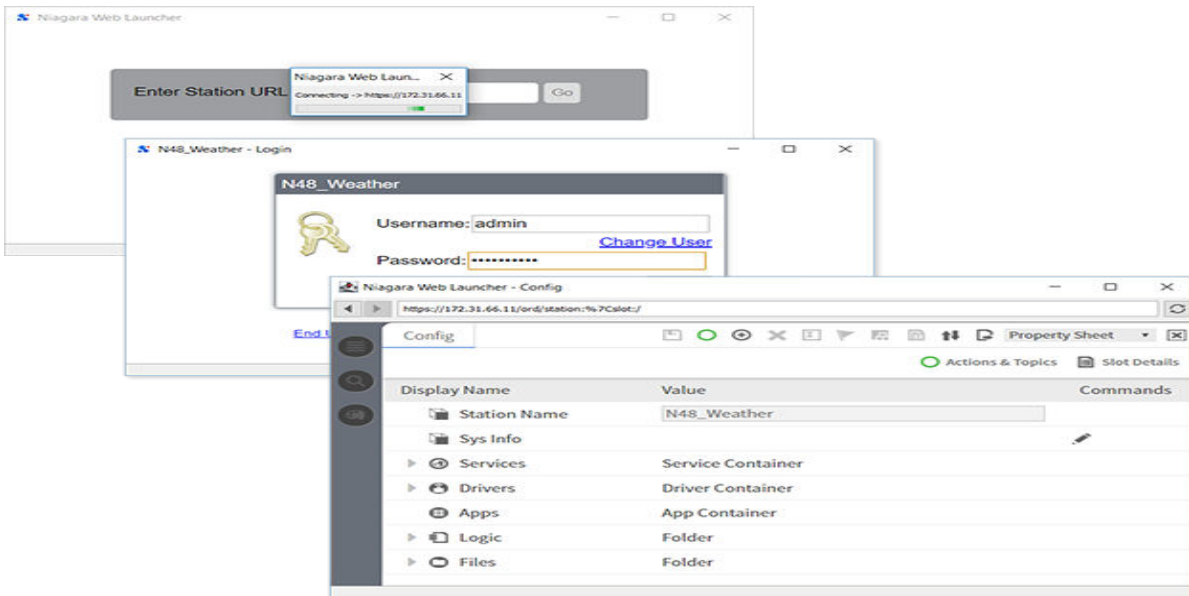 Niagara Web Launcher
Niagara Web Laun...
Enter Station URL
Connecting -> https://172.31.66.11
Go
N48_Weather - Login
N48_Weather
Username: admin
Change User
Password: ••••••••••
Niagara Web Launcher - Config
https://172.31.66.11/ord/station:%7Cslot:/
End
Config
Property Sheet
Actions & Topics Slot Details
Display Name Value Commands
Station Name N48_Weather
Sys Info
Services Service Container
Drivers Driver Container
Apps App Container
Logic Folder
Files Folder